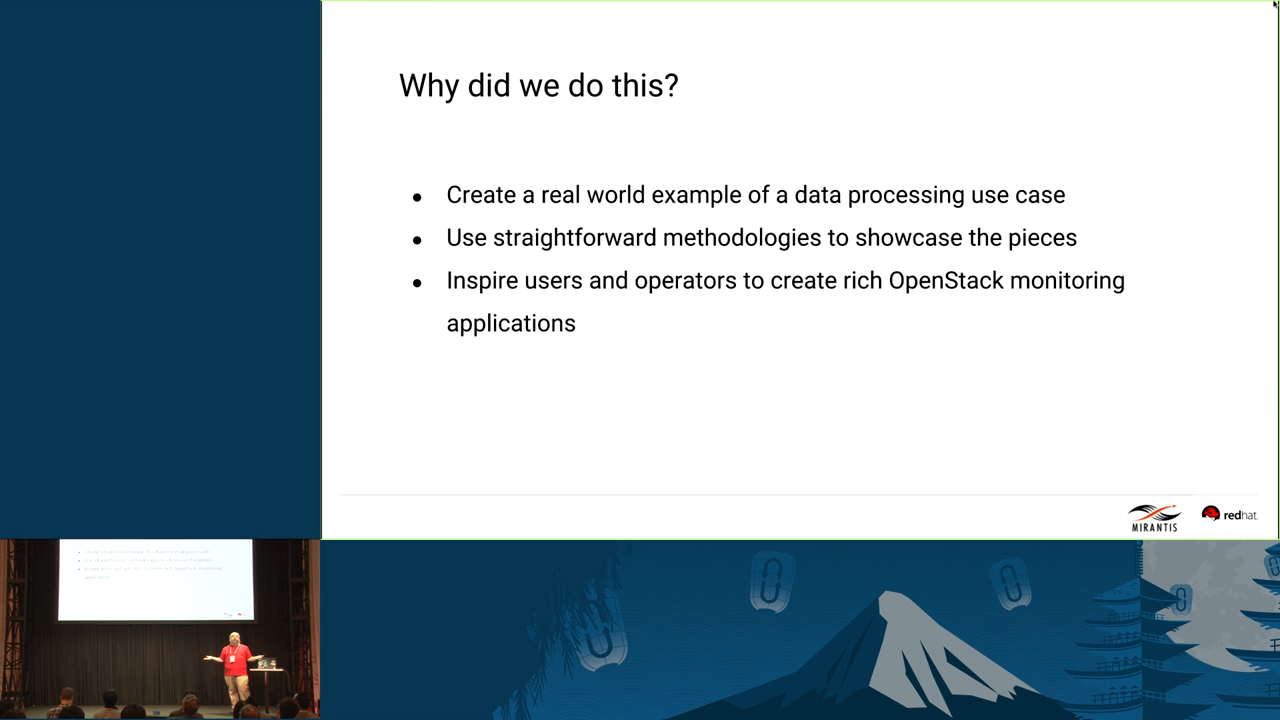 Why did we do this?
● Create a real world example of a data processing use case
● Use straightforward methodologies to showcase the pieces
● Inspire users and operators to create rich OpenStack monitoring
applications
MIRANTIS
redhat.